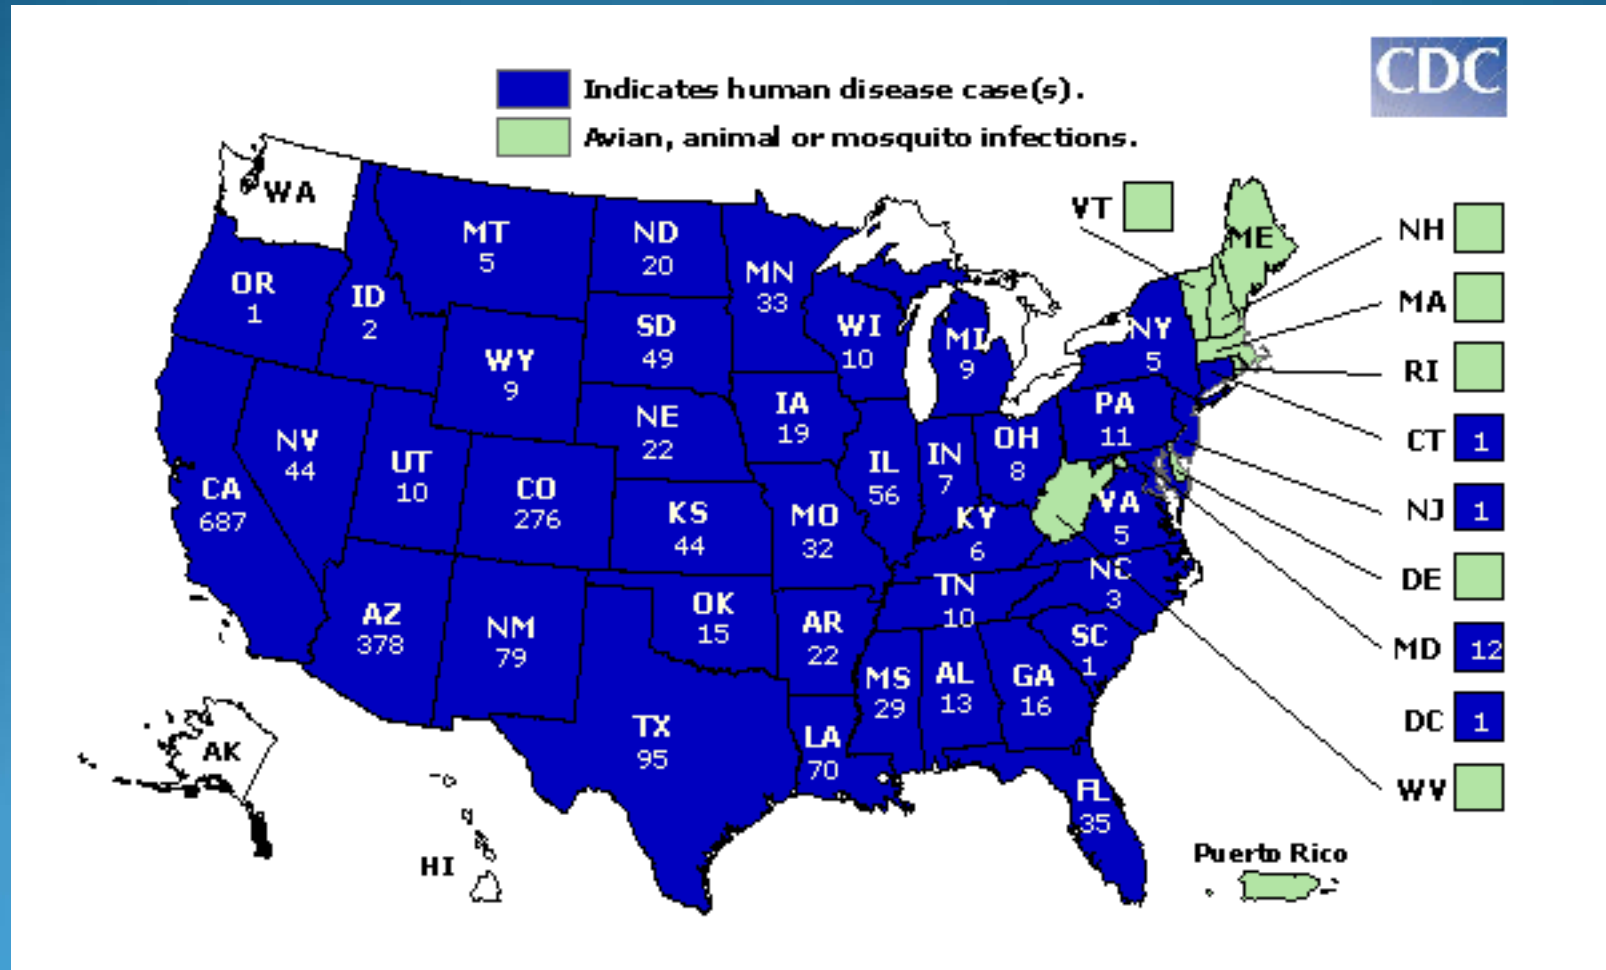 CDC
Indicates human disease case(s).
Avian, animal or mosquito infections.
WA
MT
5
ND
20
MN
33
VT
NH
ME
OR
1
ID
2
SD
49
WI
10
MI
9
NY
5
MA
WY
9
RI
NE
22
IA
19
PA
11
CT 1
NV
44
UT
10
CO
276
IL
56
IN
7
OH
8
CA
687
KS
44
MO
32
KY
6
VA
5
NJ 1
DE
TN
10
NC
3
AZ
378
NM
79
OK
15
AR
22
SC
1
MD 12
MS
29
AL
13
GA
16
DC 1
TX
95
LA
70
AK
FL
35
WV
HI
Puerto Rico